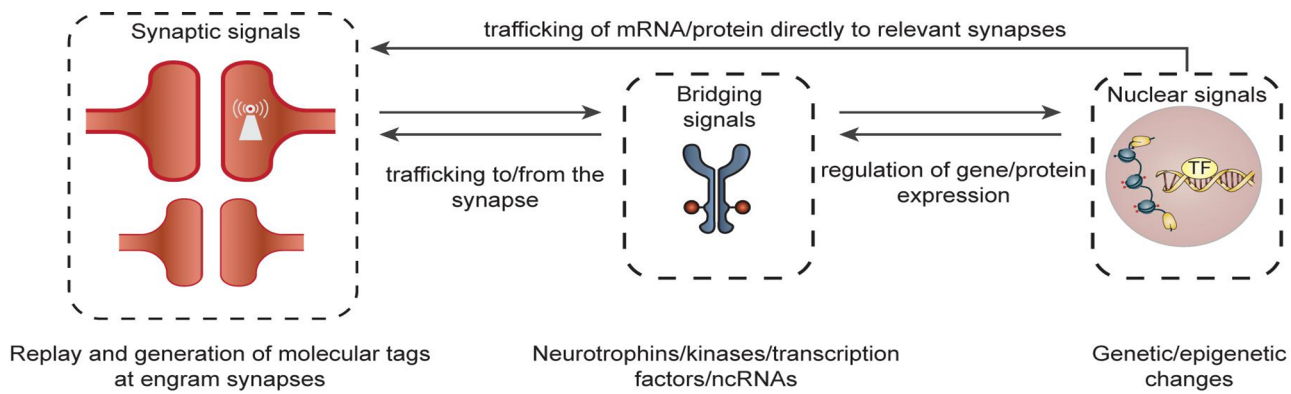 Synaptic signals
trafficking of mRNA/protein directly to relevant synapses
Bridging
signals
Nuclear signals
TF
trafficking to/from the
synapse
regulation of gene/protein
expression
Replay and generation of molecular tags
at engram synapses
Neurotrophins/kinases/transcription
factors/ncRNAs
Genetic/epigenetic
changes